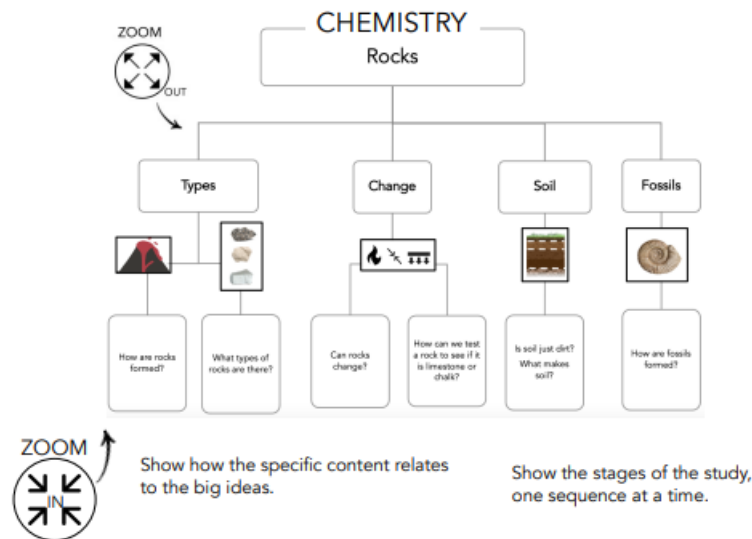 CHEMISTRY
Rocks
ZOOM
OUT
Types
Change
Soil
Fossils
How are rocks
formed?
What types of
rocks are there?
Can rocks
change?
How can we test
a rock to see if it
is limestone or
chalk?
Is soil just dirt?
What makes
soil?
How are fossils
formed?
ZOOM
IN
Show how the specific content relates
to the big ideas.
Show the stages of the study,
one sequence at a time.